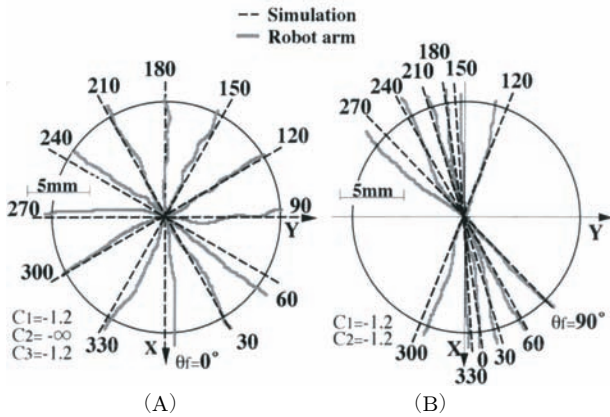 Simulation
Robot arm
180
210
150
240
120
5mm
270
90
Y
300
60
C1=-1.2
C2= -∞
C3=-1.2
330
X
θf=0°
30
(A)
180
210
150
240
120
270
5mm
Y
C1=-1.2
C2=-1.2
300
X
330
0
30
60
θf=90°
(B)